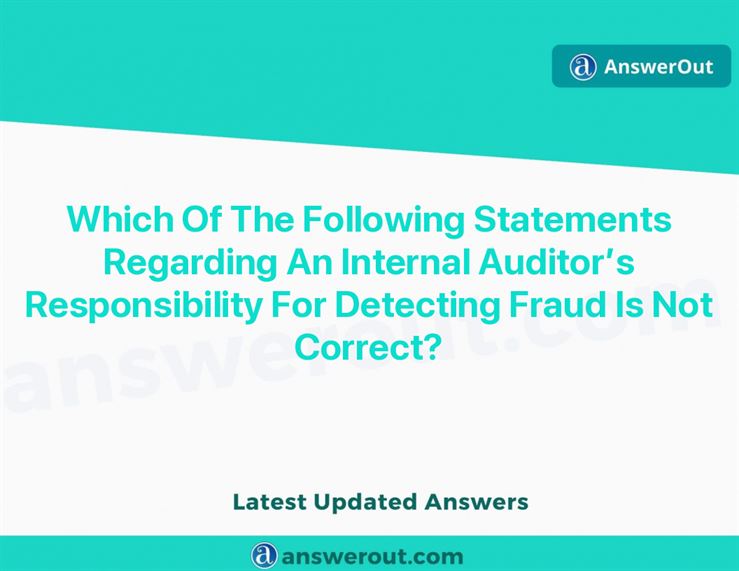 AnswerOut
Which Of The Following Statements
Regarding An Internal Auditor’s
Responsibility For Detecting Fraud Is Not
Correct?
answerout.com
Latest Updated Answers
answerout.com